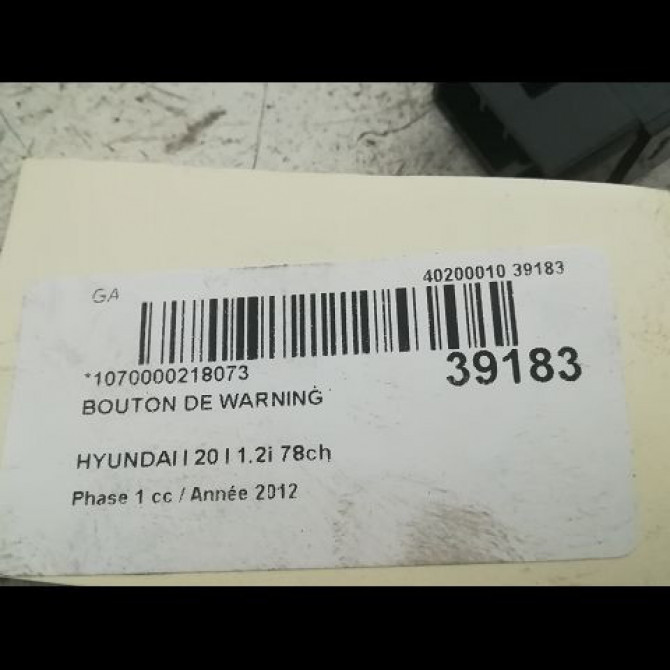 40200010 39183
GA
*1070000218073
39183
BOUTON DE WARNING
HYUNDAI I 20 I 1.2i 78ch
Phase 1 cc / Année 2012